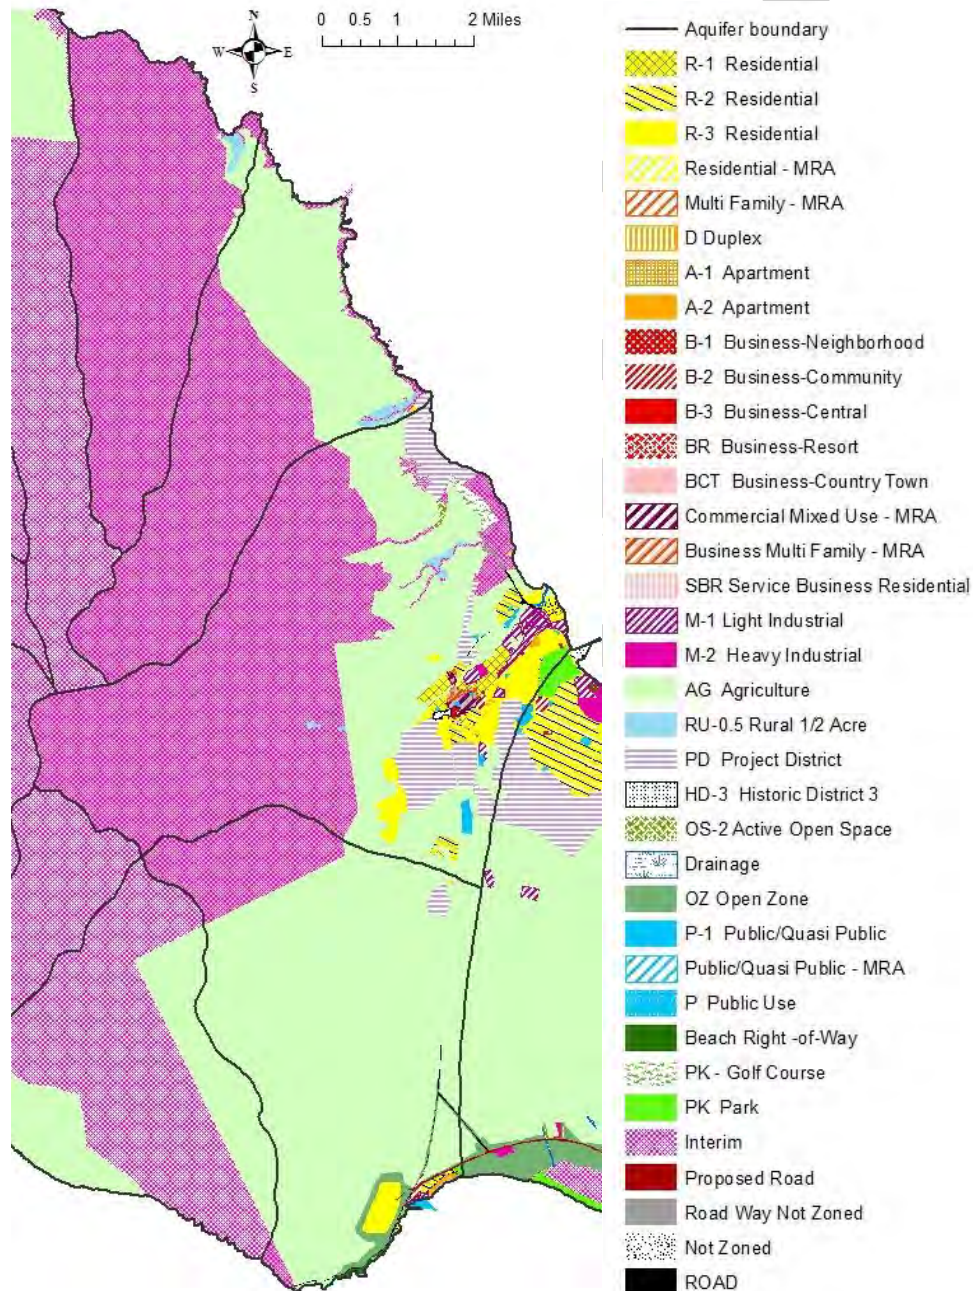 N
W E
S
0 0.5 1 2 Miles
Aquifer boundary
R-1 Residential
R-2 Residential
R-3 Residential
Residential - MRA
Multi Family - MRA
D Duplex
A-1 Apartment
A-2 Apartment
B-1 Business-Neighborhood
B-2 Business-Community
B-3 Business-Central
BR Business-Resort
BCT Business-Country Town
Commercial Mixed Use - MRA
Business Multi Family - MRA
SBR Service Business Residential
M-1 Light Industrial
M-2 Heavy Industrial
AG Agriculture
RU-0.5 Rural 1/2 Acre
PD Project District
HD-3 Historic District 3
OS-2 Active Open Space
Drainage
OZ Open Zone
P-1 Public/Quasi Public
Public/Quasi Public - MRA
P Public Use
Beach Right -of-Way
PK - Golf Course
PK Park
Interim
Proposed Road
Road Way Not Zoned
Not Zoned
ROAD